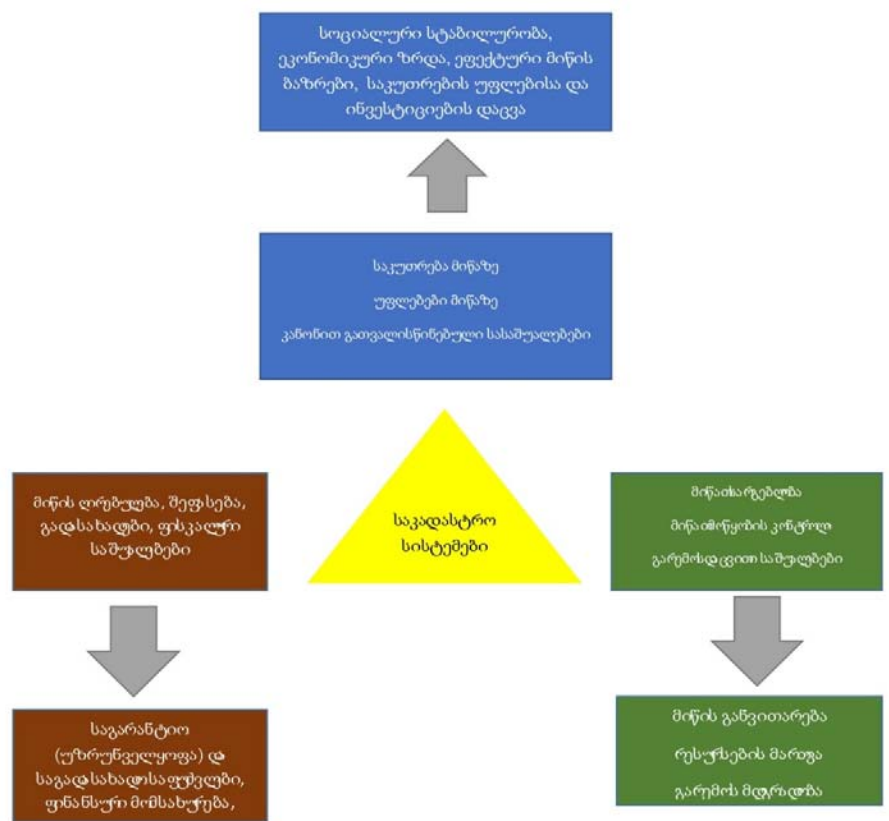 სოციალური სტაბილურობა,
ეკონომიკური ზრდა, ეფექტური მიწის
ბაზრები, საკუთრების უფლებისა და
ინვესტიციების დაცვა
საკუთრება მიწაზე
უფლებები მიწაზე
კანონით გათვალისწინებული სასაშუალებები
მიწის ღირებულება, შეფასება,
გადასახადები, ფისკალური
საშუალებები
საკადასტრო
სისტემები
მიწათსარგებლობა
მიწათმოწყობის კონტროლი
გარემოსდაცვითი საშუალებები
საგარანტიო
(უზრუნველყოფა) და
საგადასახადო საფუძვლები,
ფინანსური მომსახურება,
მიწის განვითარება
რესურსების მართვა
გარემოს მდგრადობა